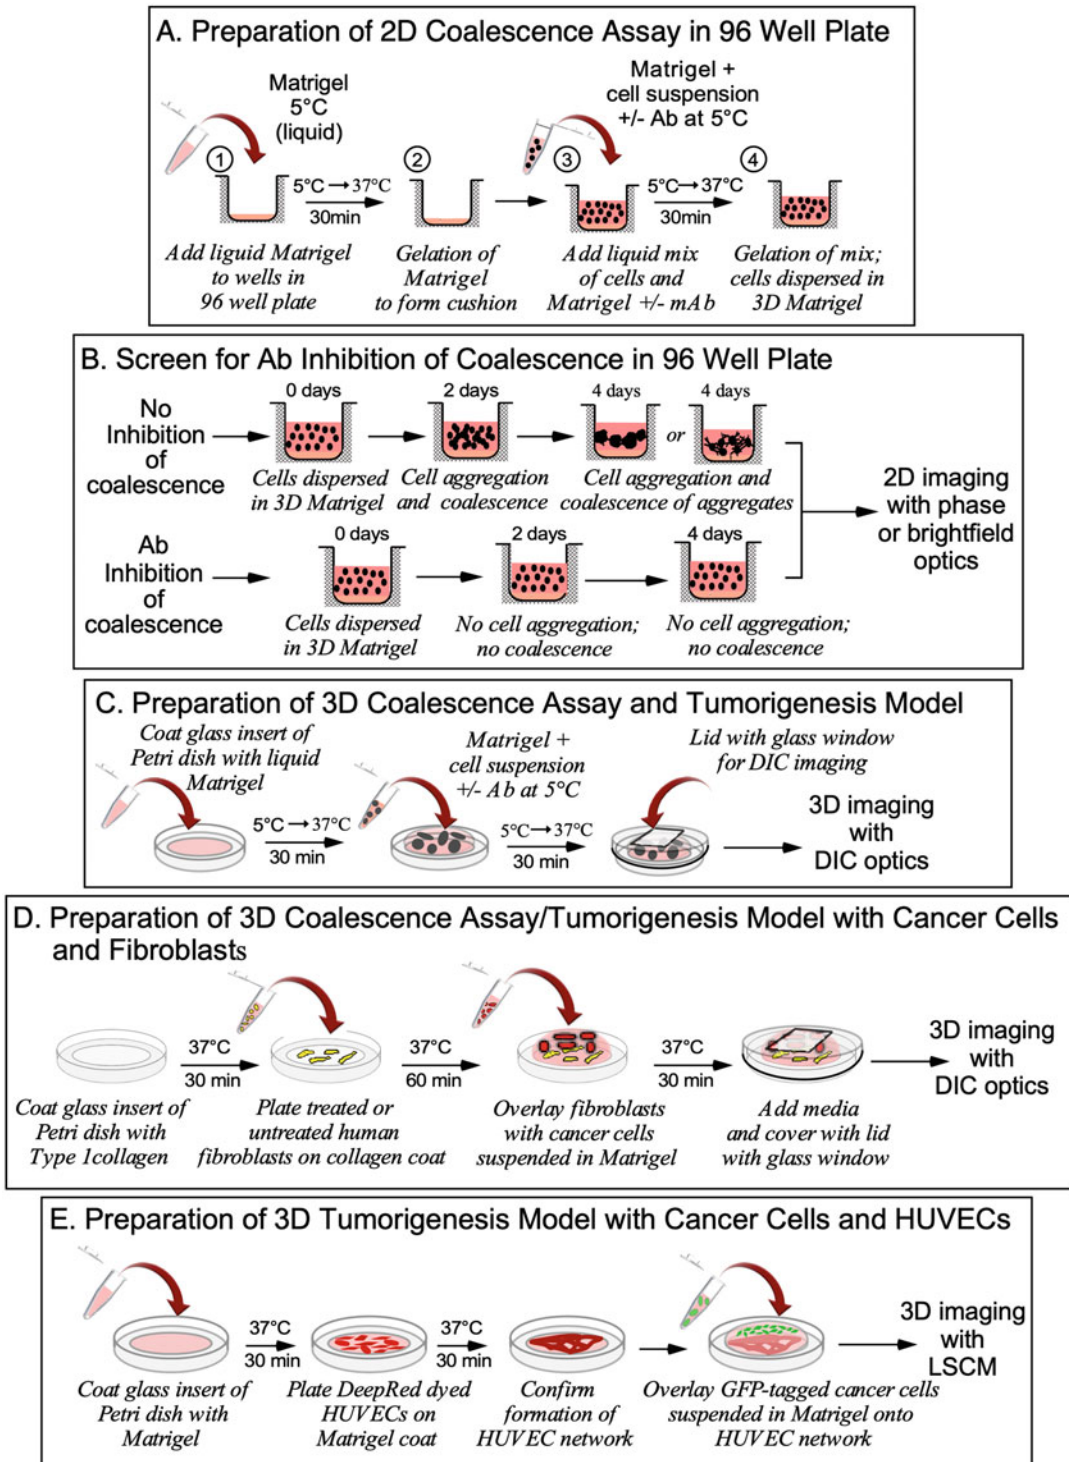 A. Preparation of 2D Coalescence Assay in 96 Well Plate
Matrigel
5°C
(liquid)
Matrigel +
cell suspension
+/- Ab at 5°C
1
2
3
4
5°C → 37°C
30min
5°C → 37°C
30min
Add liguid Matrigel
to wells in
96 well plate
Gelation of
Matrigel
to form cushion
Add liquid mix
of cells and
Matrigel +/- mAb
Gelation of mix;
cells dispersed in
3D Matrigel
B. Screen for Ab Inhibition of Coalescence in 96 Well Plate
No
Inhibition
of
coalescence
0 days
2 days
4 days
or
4 days
Cells dispersed
in 3D Matrigel
Cell aggregation
and coalescence
Cell aggregation and
coalescence of aggregates
Ab
Inhibition
of
coalescence
0 days
2 days
4 days
Cells dispersed
in 3D Matrigel
No cell aggregation;
no coalescence
No cell aggregation;
no coalescence
2D imaging
with phase
or brightfield
optics
C. Preparation of 3D Coalescence Assay and Tumorigenesis Model
Coat glass insert of
Petri dish with liquid
Matrigel
Matrigel +
cell suspension
+/- Ab at 5°C
Lid with glass window
for DIC imaging
5°C → 37°C
30 min
5°C → 37°C
30 min
3D imaging
with
DIC optics
D. Preparation of 3D Coalescence Assay/Tumorigenesis Model with Cancer Cells
and Fibroblasts
37°C
30 min
37°C
60 min
37°C
30 min
3D imaging
with
DIC optics
Coat glass insert of
Petri dish with
Type 1collagen
Plate treated or
untreated human
fibroblasts on collagen coat
Overlay fibroblasts
with cancer cells
suspended in Matrigel
Add media
and cover with lid
with glass window
E. Preparation of 3D Tumorigenesis Model with Cancer Cells and HUVECs
37°C
30 min
37°C
30 min
3D imaging
with
LSCM
Coat glass insert of
Petri dish with
Matrigel
Plate DeepRed dyed
HUVECs on
Matrigel coat
Confirm
formation of
HUVEC network
Overlay GFP-tagged cancer cells
suspended in Matrigel onto
HUVEC network